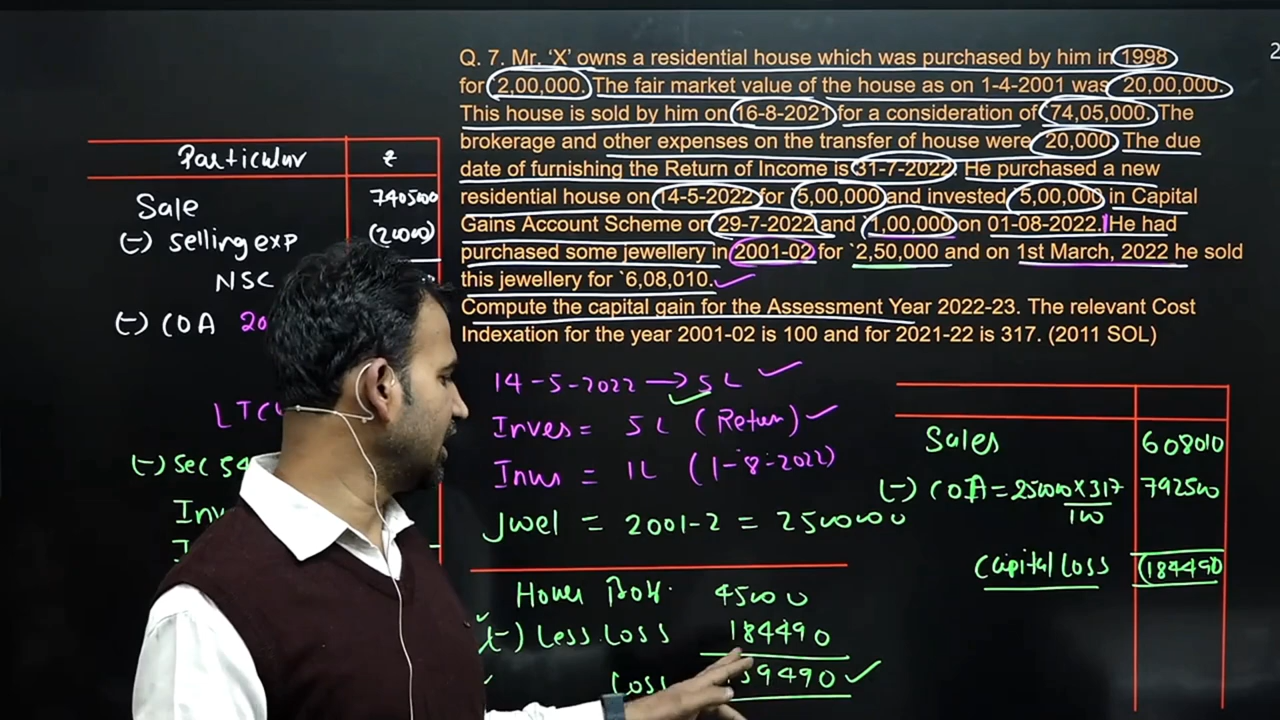 Q. 7. Mr. ‘X’ owns a residential house which was purchased by him in 1998
for 2,00,000. The fair market value of the house as on 1-4-2001 was 20,00,000.
This house is sold by him on 16-8-2021 for a consideration of 74,05,000. The
brokerage and other expenses on the transfer of house were 20,000. The due
date of furnishing the Return of Income is 31-7-2022. He purchased a new
residential house on 14-5-2022 for `5,00,000 and invested `5,00,000 in Capital
Gains Account Scheme on 29-7-2022 and `1,00,000 on 01-08-2022. He had
purchased some jewellery in 2001-02 for `2,50,000 and on 1st March, 2022 he sold
this jewellery for `6,08,010.
Compute the capital gain for the Assessment Year 2022-23. The relevant Cost
Indexation for the year 2001-02 is 100 and for 2021-22 is 317. (2011 SOL)
2
Particular ₹
Sale 7405000
(-) selling exp (20000)
NSC
(-) COA 20
LTC
(-) Sec 54
Inv
14-5-2022 → 5L
Inves = 5L (Return)
Inves = 1L (1-8-2022)
Jwel = 2001-2 = 2500000
House 45000
(-) Less Loss 184490
Loss 139490
Sales 608010
(-) COA = 250000 × 317 792500
100
Capital Loss (184490